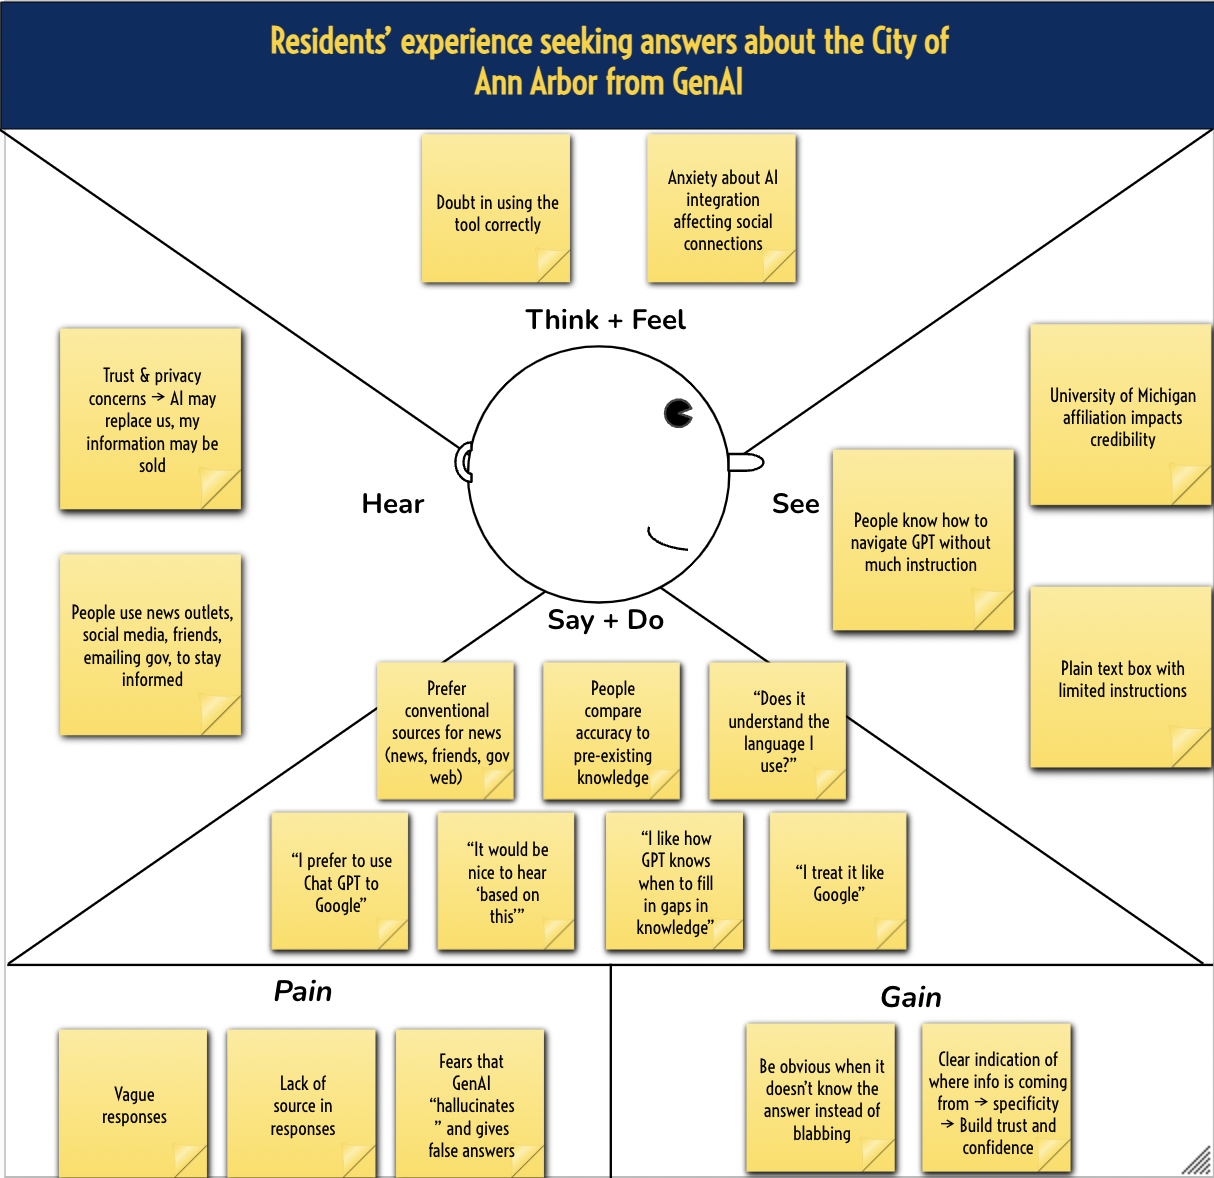 Residents’ experience seeking answers about the City of
Ann Arbor from GenAI
Doubt in using the
tool correctly
Anxiety about AI
integration
affecting social
connections
Think + Feel
Trust & privacy
concerns → AI may
replace us, my
information may be
sold
Hear
People use news outlets,
social media, friends,
emailing gov, to stay
informed
See
University of Michigan
affiliation impacts
credibility
People know how to
navigate GPT without
much instruction
Plain text box with
limited instructions
Say + Do
Prefer
conventional
sources for news
(news, friends, gov
web)
People
compare
accuracy to
pre-existing
knowledge
“Does it
understand the
language I
use?”
“I prefer to use
Chat GPT to
Google”
“It would be
nice to hear
‘based on
this’”
“I like how
GPT knows
when to fill
in gaps in
knowledge”
“I treat it like
Google”
Pain
Vague
responses
Lack of
source in
responses
Fears that
GenAI
“hallucinates
” and gives
false answers
Gain
Be obvious when it
doesn’t know the
answer instead of
blabbing
Clear indication of
where info is coming
from → specificity
→ Build trust and
confidence